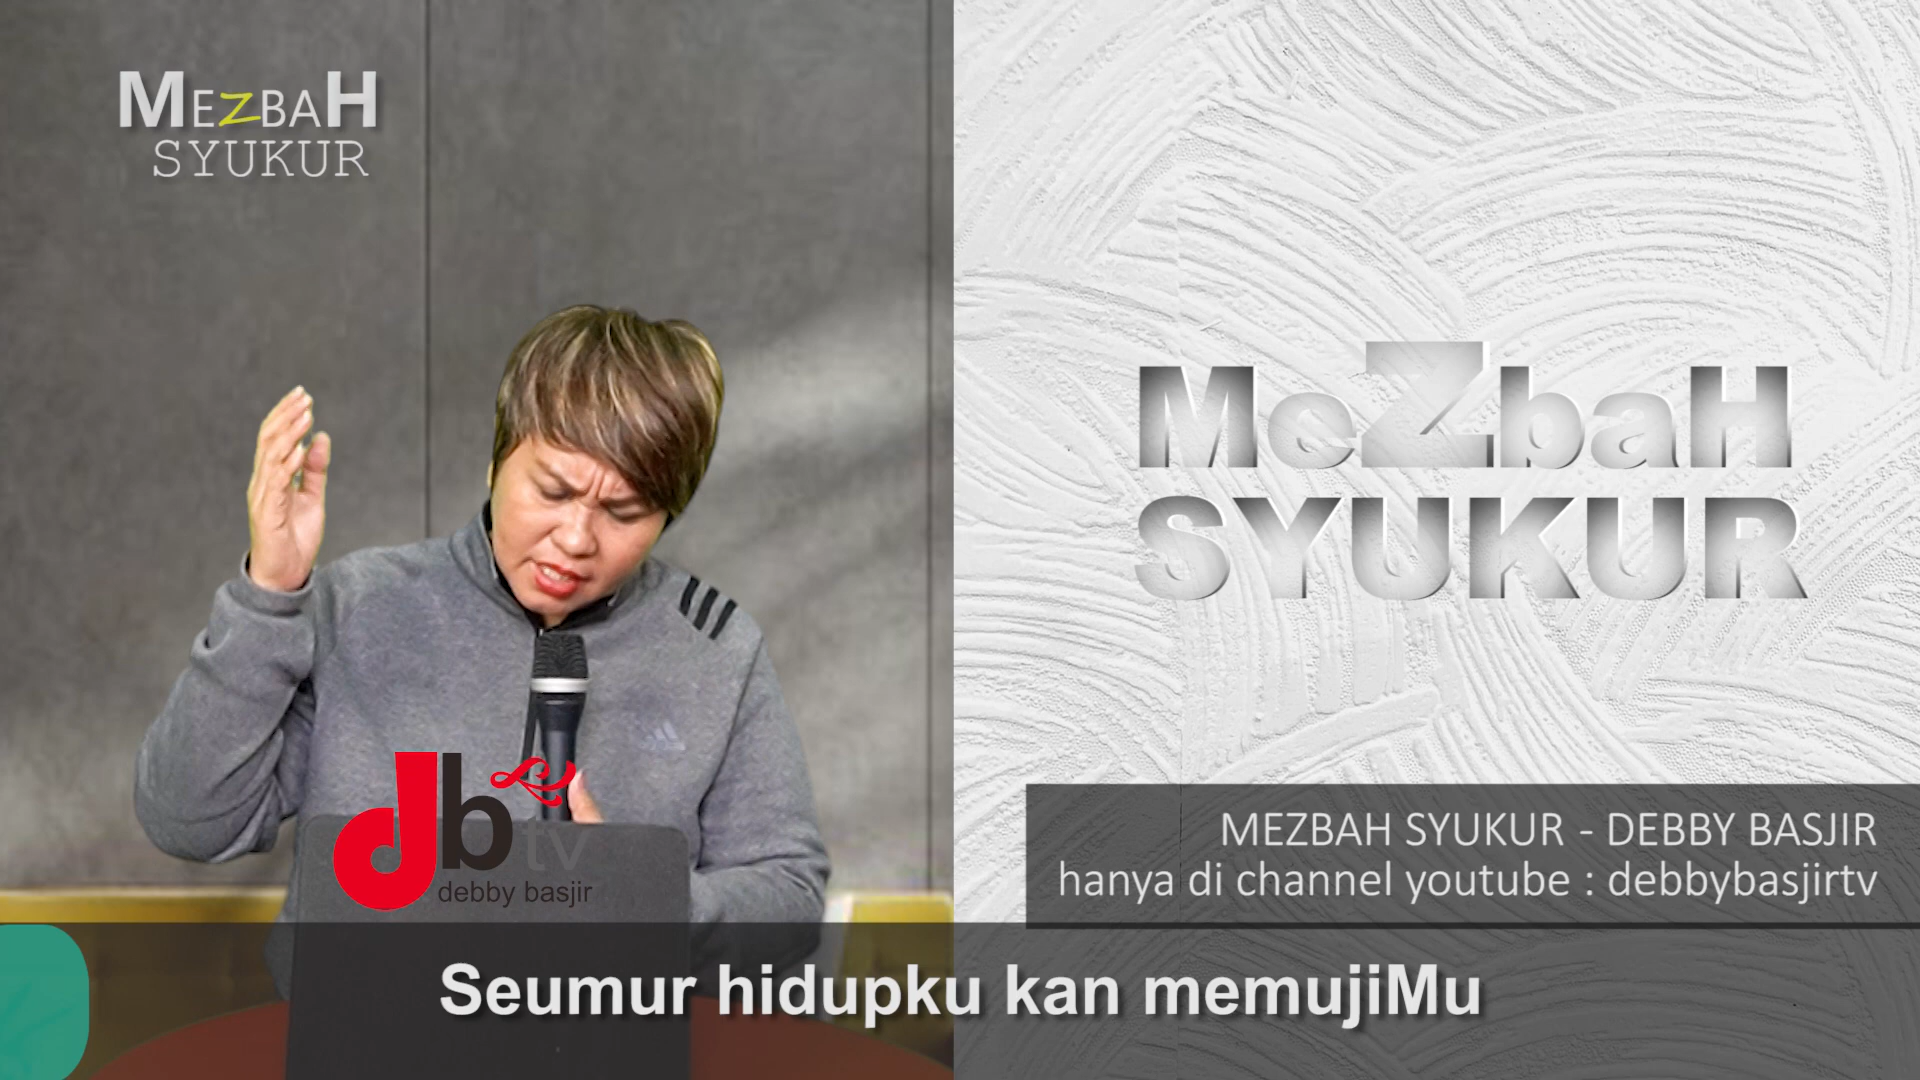 MEZBAH
SYUKUR
MeZbaH
SYUKUR
db tv
debby basjir
MEZBAH SYUKUR - DEBBY BASJIR
hanya di channel youtube : debbybasjirtv
Seumur hidupku kan memujiMu